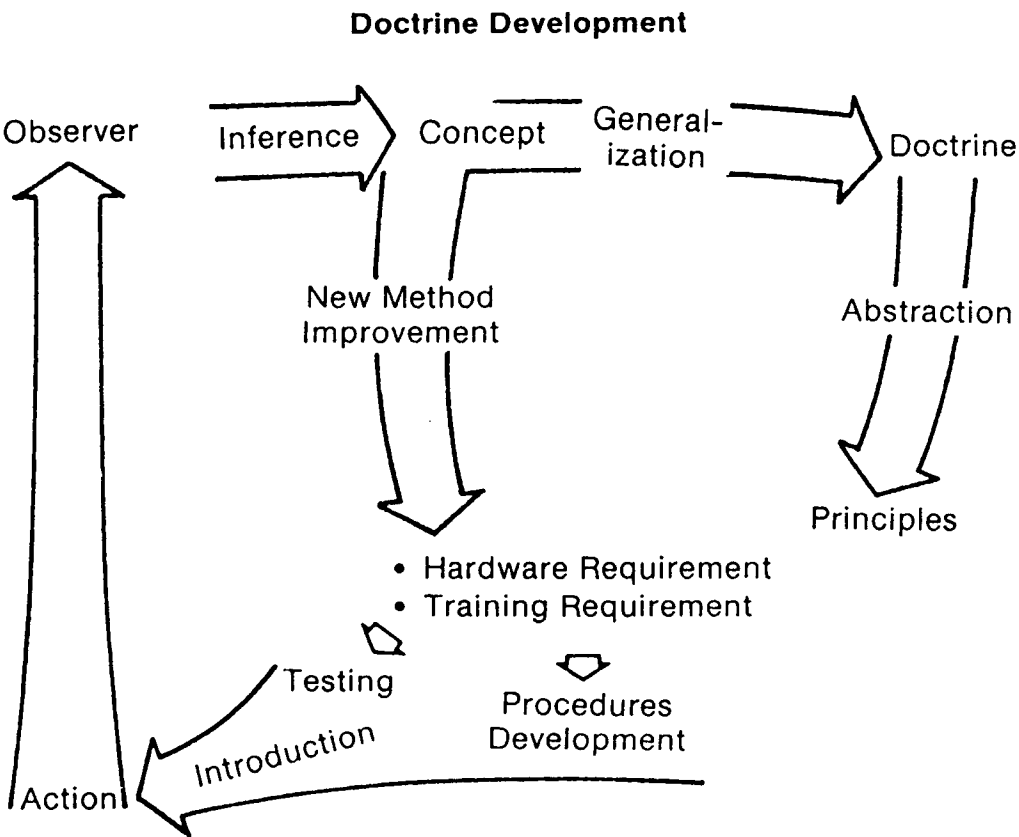 Doctrine Development
Observer
Inference
Concept
General-
ization
Doctrine
New Method
Improvement
Abstraction
Principles
• Hardware Requirement
• Training Requirement
Testing
Procedures
Development
Introduction
Action